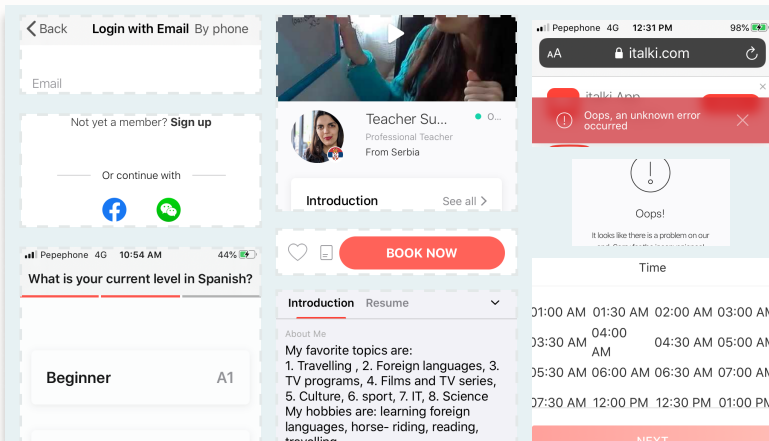 Back Login with Email By phone
Email
Not yet a member? Sign up
Or continue with
Pepephone 4G 10:54 AM 44%
What is your current level in Spanish?
Beginner A1
Teacher Su... O...
Professional Teacher
From Serbia
Introduction See all
BOOK NOW
Introduction Resume
About Me
My favorite topics are:
1. Travelling , 2. Foreign languages, 3.
TV programs, 4. Films and TV series,
5. Culture, 6. sport, 7. IT, 8. Science
My hobbies are: learning foreign
languages, horse- riding, reading,
travelling
Pepephone 4G 12:31 PM 98%
AA italki.com
italki App
Oops, an unknown error
occurred
Oops!
It looks like there is a problem on our
Time
01:00 AM 01:30 AM 02:00 AM 03:00 AM
03:30 AM 04:00 AM 04:30 AM 05:00 AM
05:30 AM 06:00 AM 06:30 AM 07:00 AM
07:30 AM 12:00 PM 12:30 PM 01:00 PM
NEXT